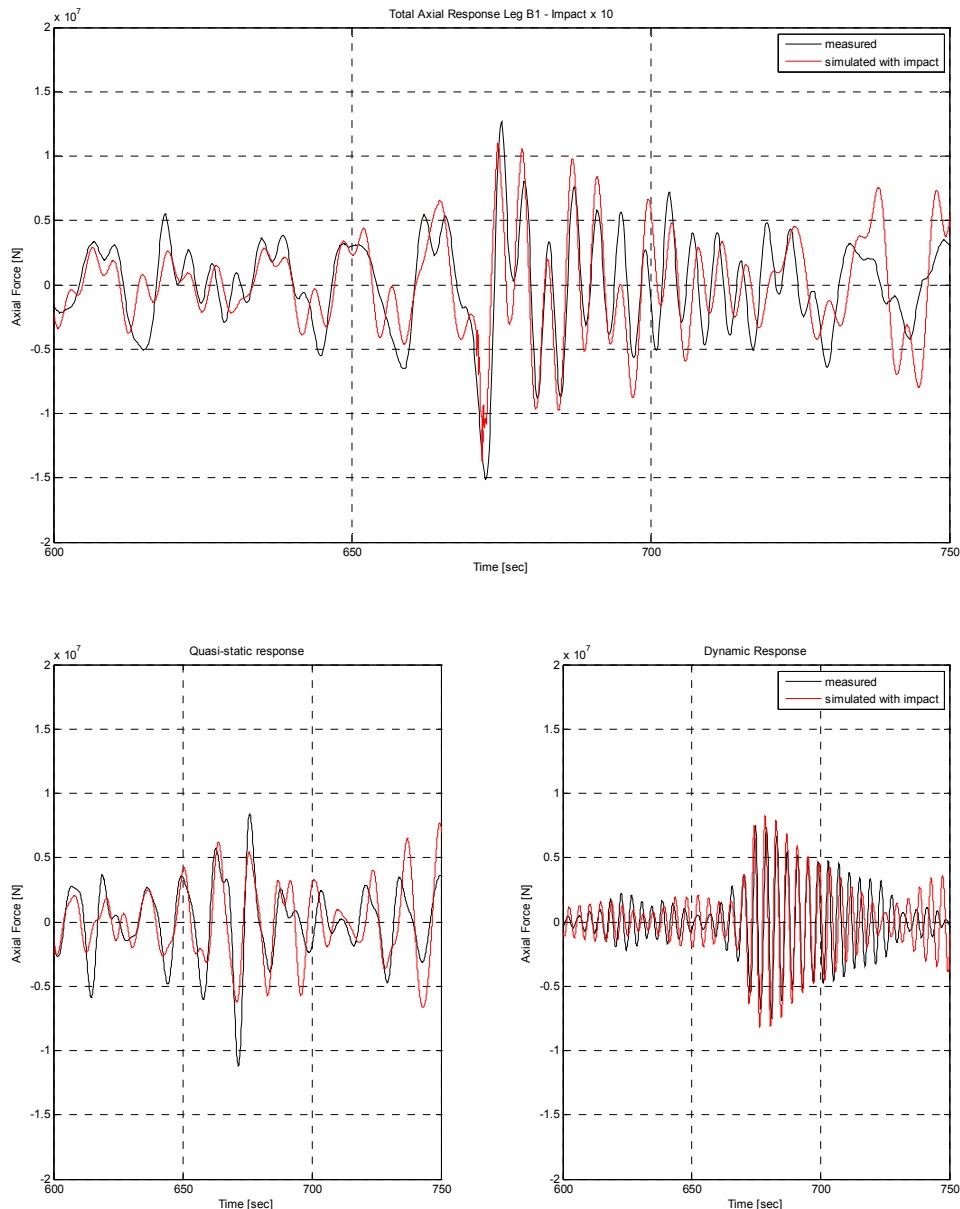 Total Axial Response Leg B1 - Impact x 10
x 10^7
2
1.5
1
0.5
0
-0.5
-1
-1.5
-2
Axial Force [N]
600 650 700 750
Time [sec]
measured
simulated with impact
Quasi-static response
x 10^7
2
1.5
1
0.5
0
-0.5
-1
-1.5
-2
Axial Force [N]
600 650 700 750
Time [sec]
Dynamic Response
x 10^7
2
1.5
1
0.5
0
-0.5
-1
-1.5
-2
Axial Force [N]
600 650 700 750
Time [sec]
measured
simulated with impact